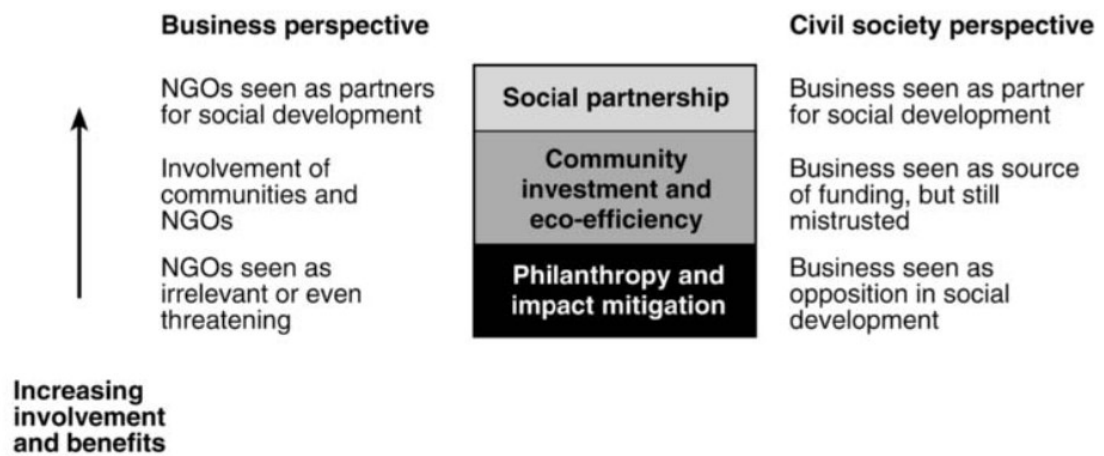 Business perspective
Civil society perspective
NGOs seen as partners
for social development
Social partnership
Business seen as partner
for social development
Involvement of
communities and
NGOs
Community
investment and
eco-efficiency
Business seen as source
of funding, but still
mistrusted
NGOs seen as
irrelevant or even
threatening
Philanthropy and
impact mitigation
Business seen as
opposition in social
development
Increasing
involvement
and benefits